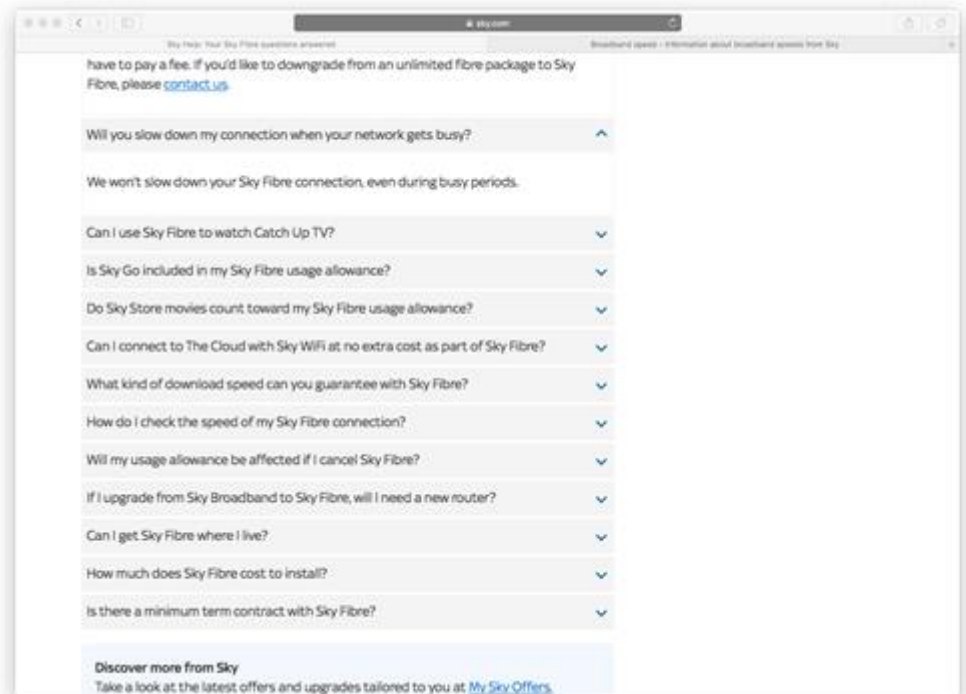 sky.com
Sky Help: Your Sky Fibre questions answered
Broadband speed - Information about broadband speeds from Sky
have to pay a fee. If you'd like to downgrade from an unlimited fibre package to Sky
Fibre, please contact us.
Will you slow down my connection when your network gets busy?
We won't slow down your Sky Fibre connection, even during busy periods.
Can I use Sky Fibre to watch Catch Up TV?
Is Sky Go included in my Sky Fibre usage allowance?
Do Sky Store movies count toward my Sky Fibre usage allowance?
Can I connect to The Cloud with Sky WiFi at no extra cost as part of Sky Fibre?
What kind of download speed can you guarantee with Sky Fibre?
How do I check the speed of my Sky Fibre connection?
Will my usage allowance be affected if I cancel Sky Fibre?
If I upgrade from Sky Broadband to Sky Fibre, will I need a new router?
Can I get Sky Fibre where I live?
How much does Sky Fibre cost to install?
Is there a minimum term contract with Sky Fibre?
Discover more from Sky
Take a look at the latest offers and upgrades tailored to you at My Sky Offers.